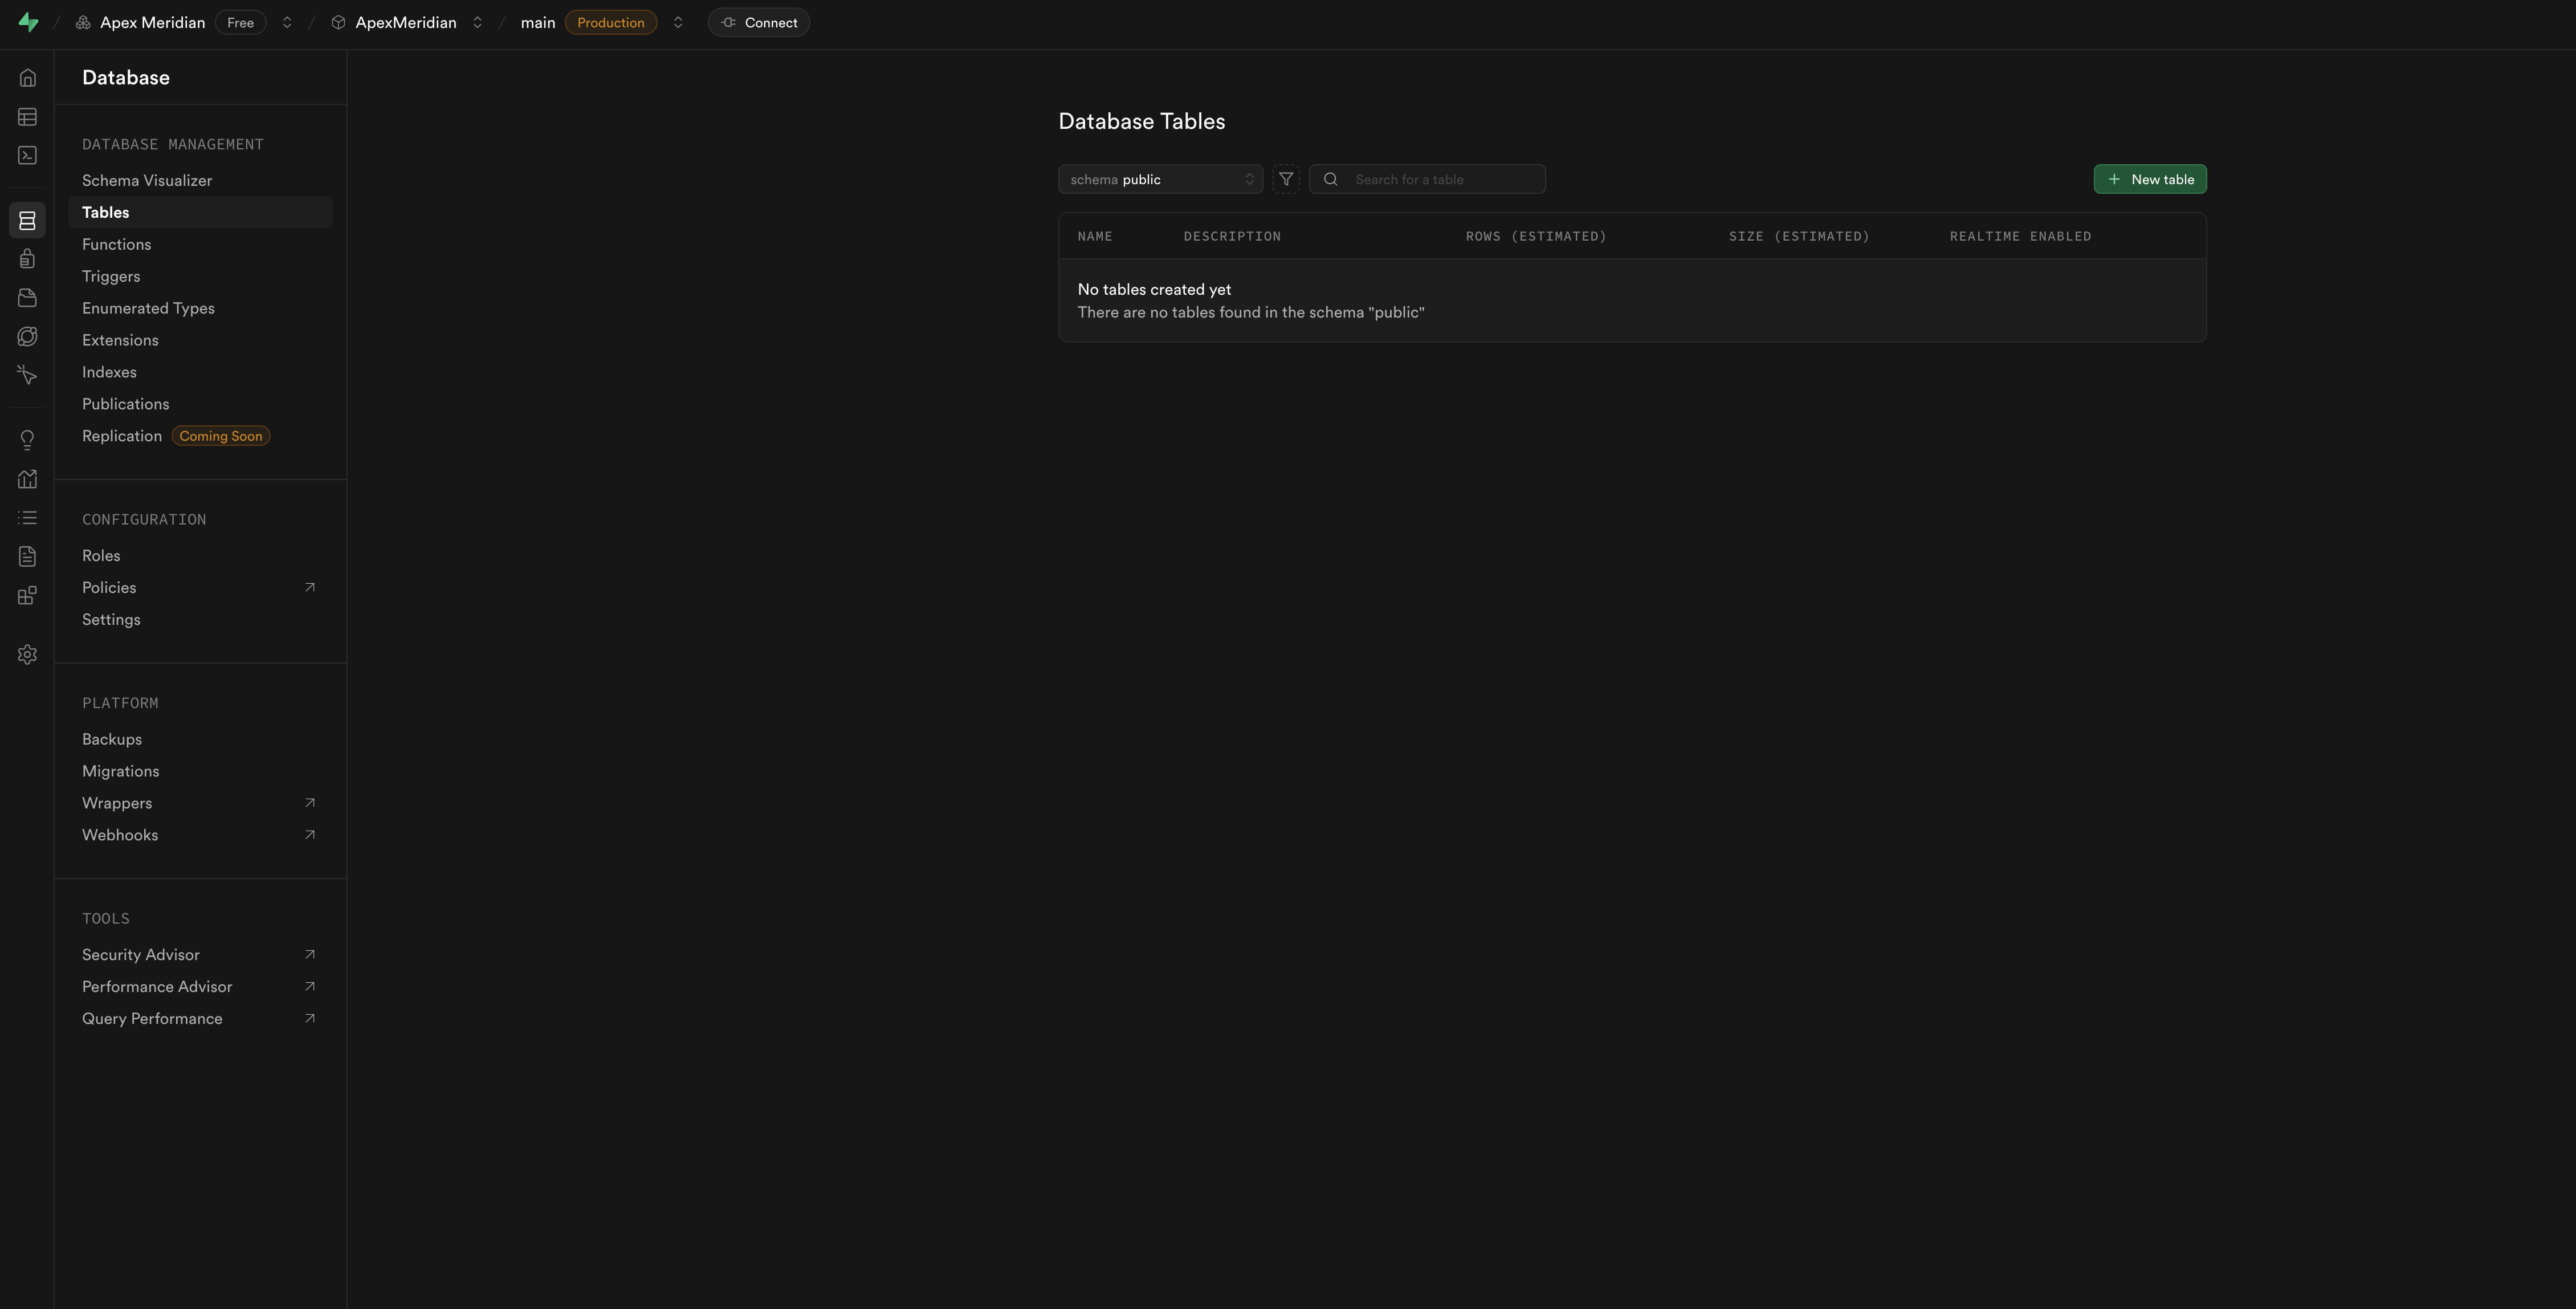 Apex Meridian Free ApexMeridian main Production Connect
Database
DATABASE MANAGEMENT
Schema Visualizer
Tables
Functions
Triggers
Enumerated Types
Extensions
Indexes
Publications
Replication Coming Soon
CONFIGURATION
Roles
Policies
Settings
PLATFORM
Backups
Migrations
Wrappers
Webhooks
TOOLS
Security Advisor
Performance Advisor
Query Performance
Database Tables
schema public Search for a table New table
NAME DESCRIPTION ROWS (ESTIMATED) SIZE (ESTIMATED) REALTIME ENABLED
No tables created yet
There are no tables found in the schema "public"